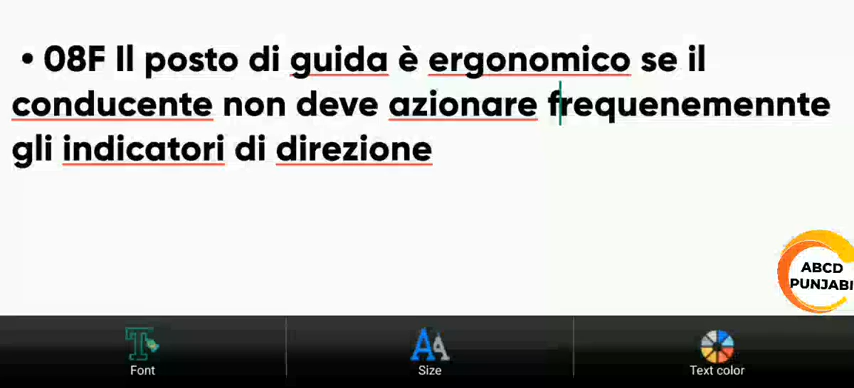 • 08F Il posto di guida è ergonomico se il
conducente non deve azionare frequenemennte
gli indicatori di direzione
ABCD
PUNJABI
Font
Size
Text color